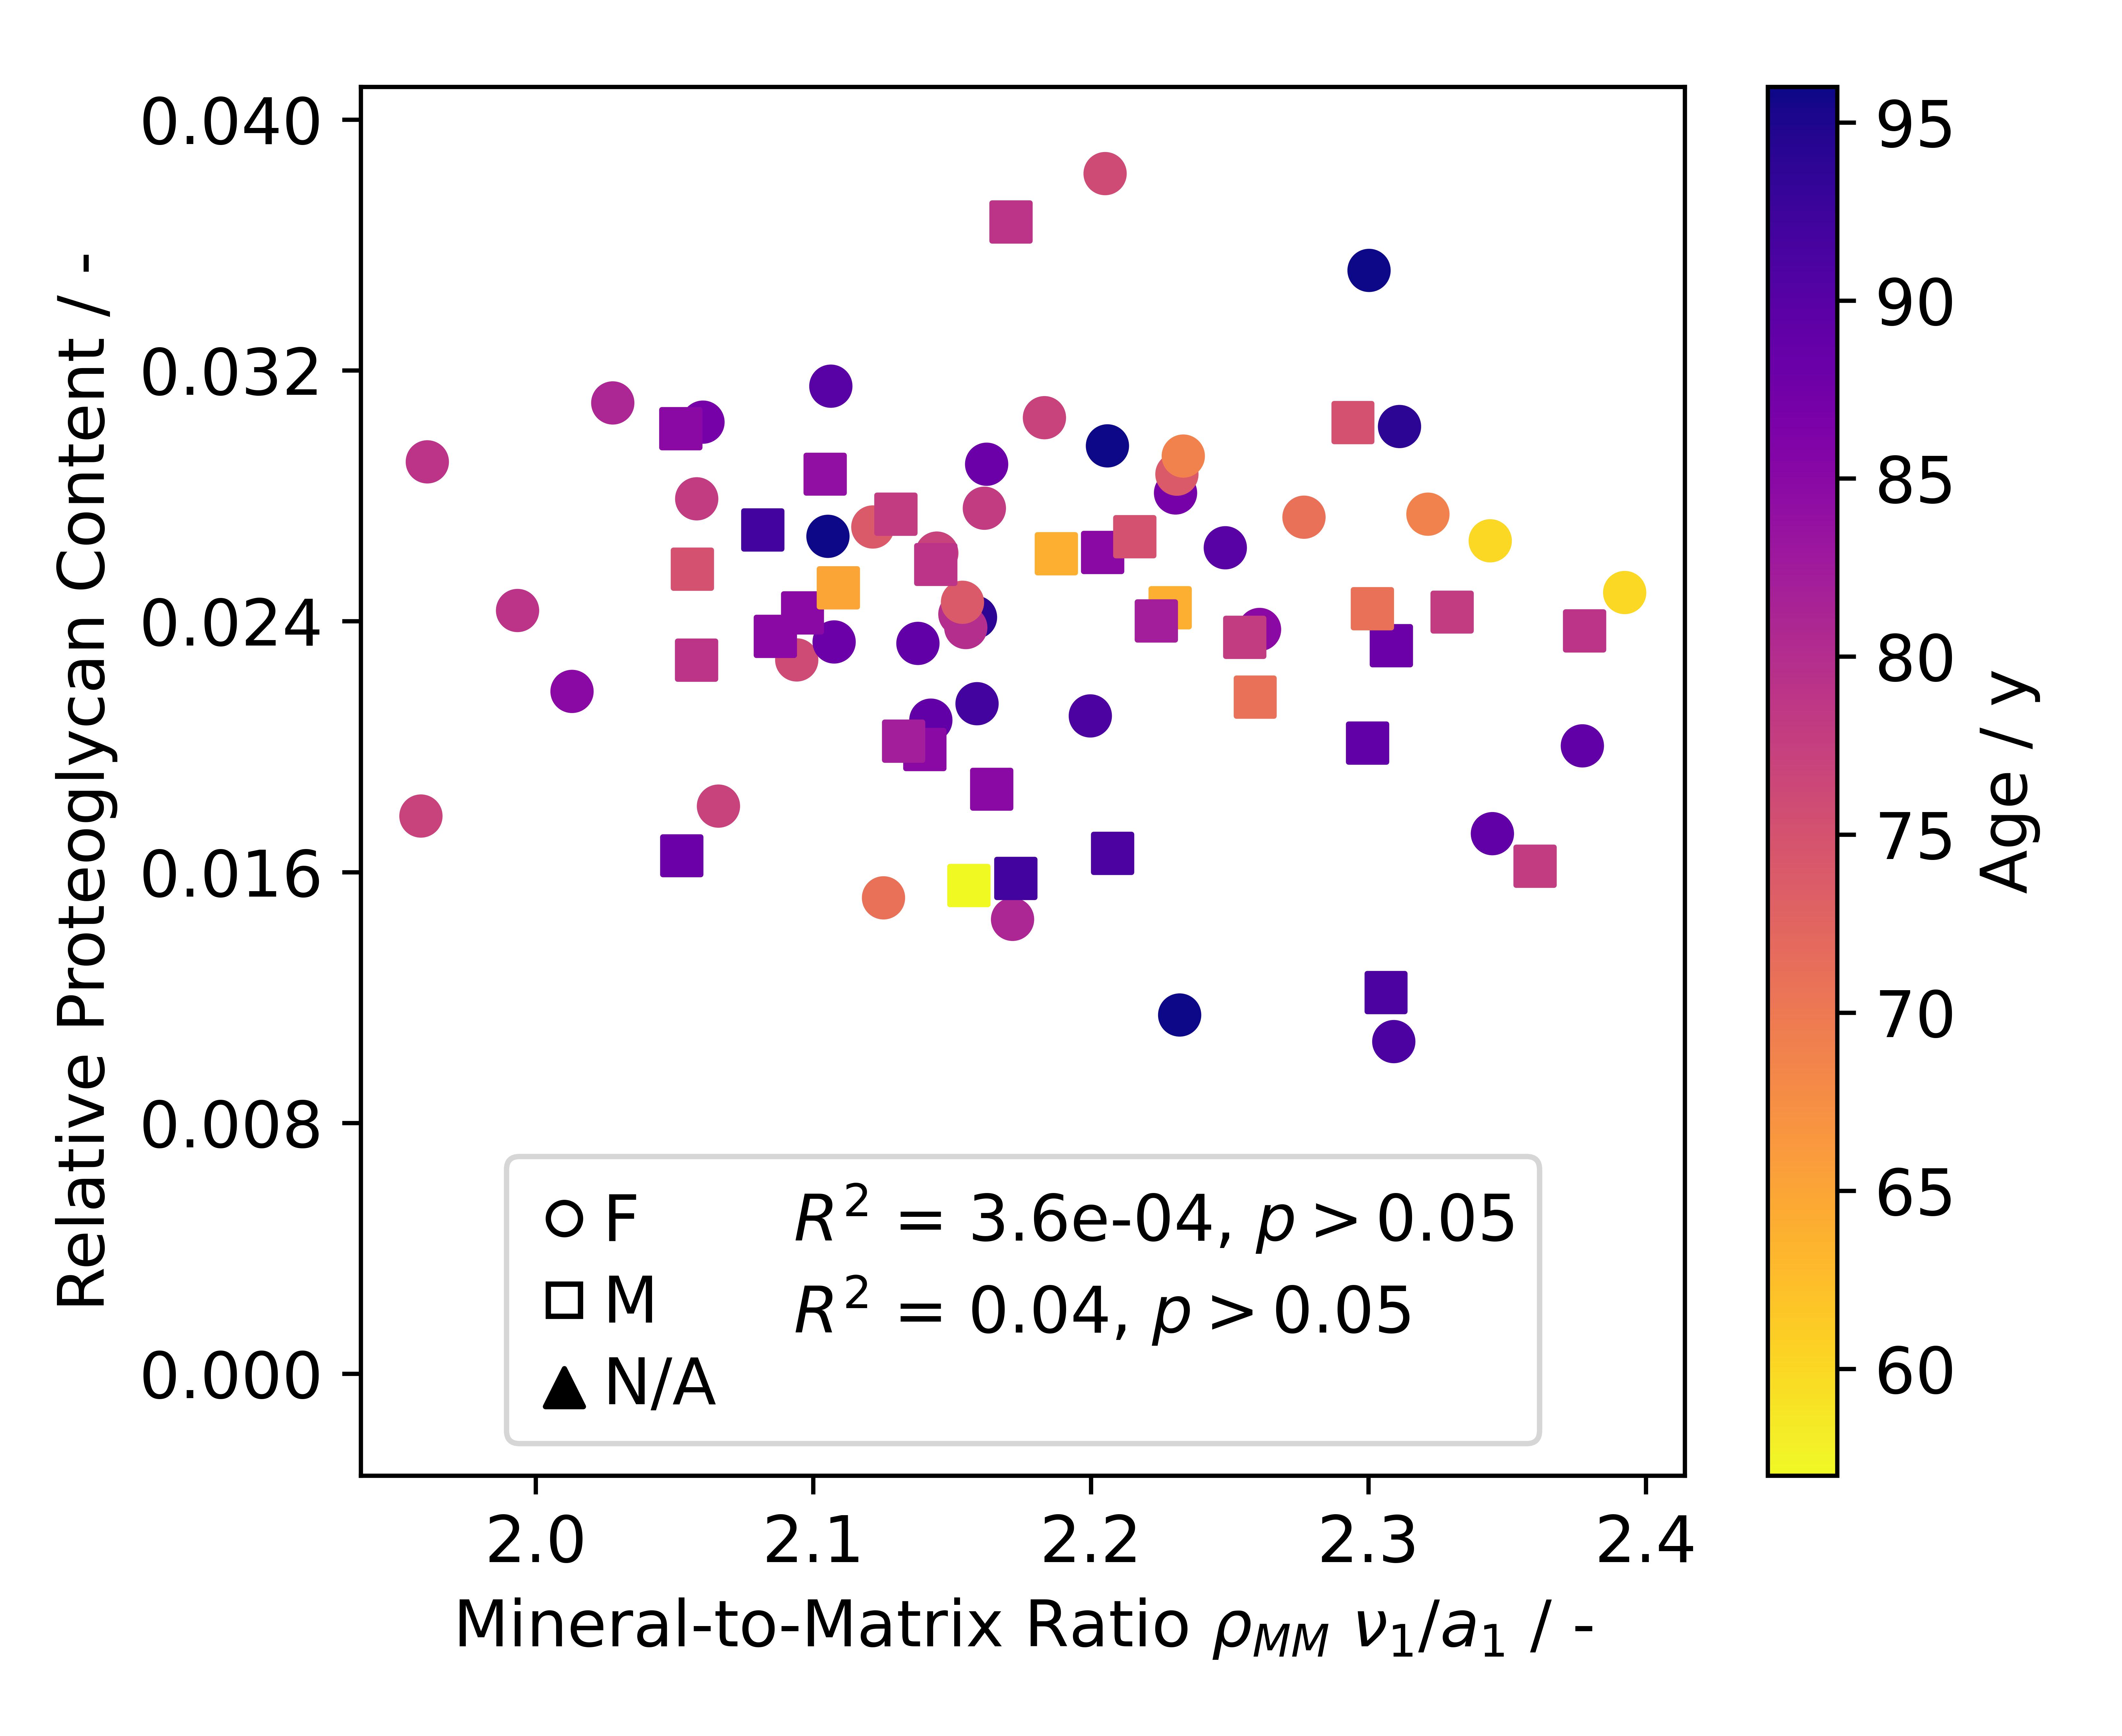 Relative Proteoglycan Content / -
0.040
0.032
0.024
0.016
0.008
0.000
F R² = 3.6e-04, p > 0.05
M R² = 0.04, p > 0.05
N/A
2.0 2.1 2.2 2.3 2.4
Mineral-to-Matrix Ratio ρ_MM ν₁/a₁ / -
95
90
85
80
75
70
65
60
Age / y